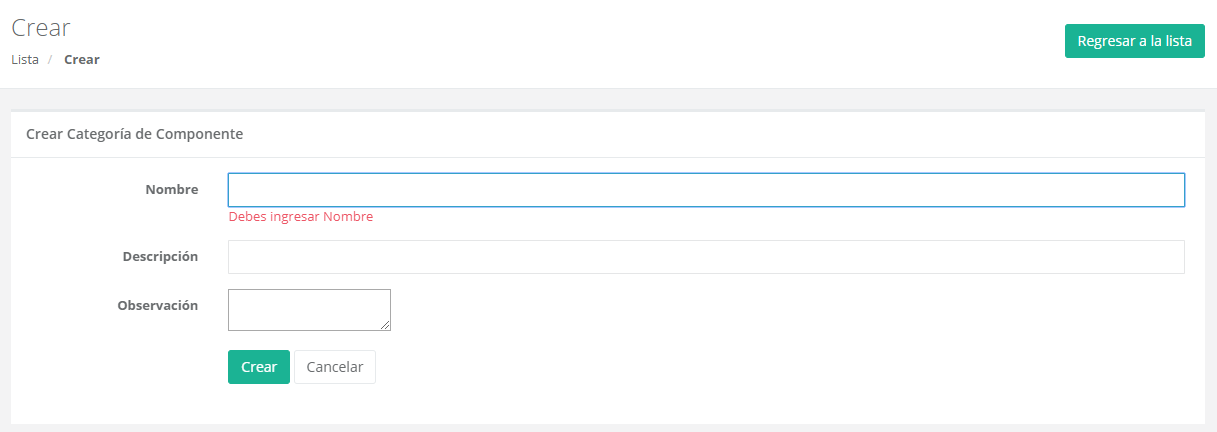 Crear
Regresar a la lista
Lista / Crear
Crear Categoría de Componente
Nombre
Debes ingresar Nombre
Descripción
Observación
Crear Cancelar